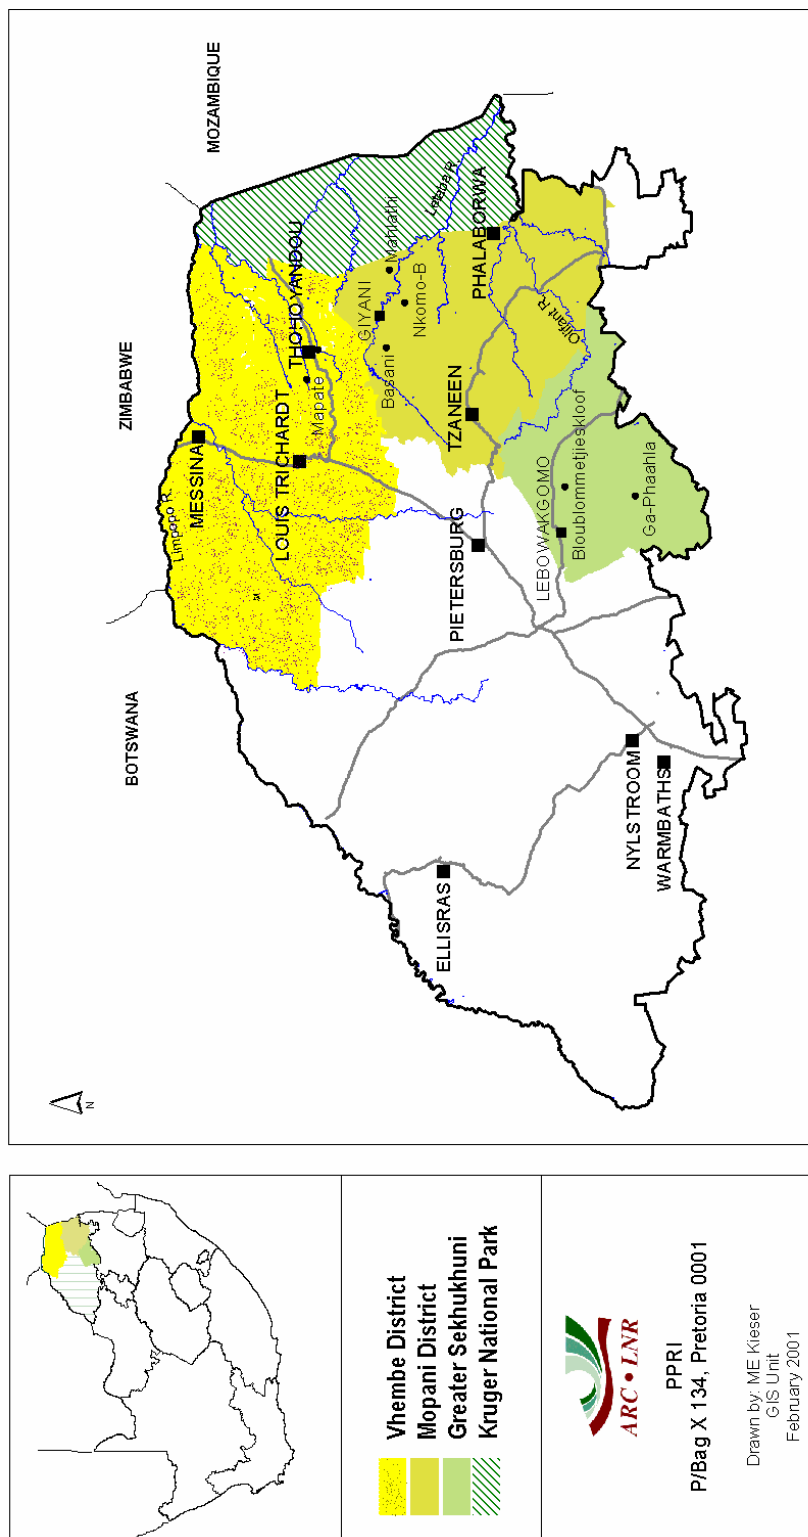 MOZAMBIQUE
ZIMBABWE
BOTSWANA
Limpopo R.
MESSINA
LOUIS TRICHARDT
THOHOYANDOU
Mapate
GIYANI
Mahlathi
Basani
Nkomo-B
Letaba R
PHALABORWA
TZANEEN
Olifant R.
PIETERSBURG
LEBOWAKGOMO
Bloublommetjieskloof
Ga-Phaahla
ELLISRAS
NYLSTROOM
WARMBATHS
N
Vhembe District
Mopani District
Greater Sekhukhuni
Kruger National Park
ARC • LNR
PPRI
P/Bag X 134, Pretoria 0001
Drawn by: ME Kieser
GIS Unit
February 2001